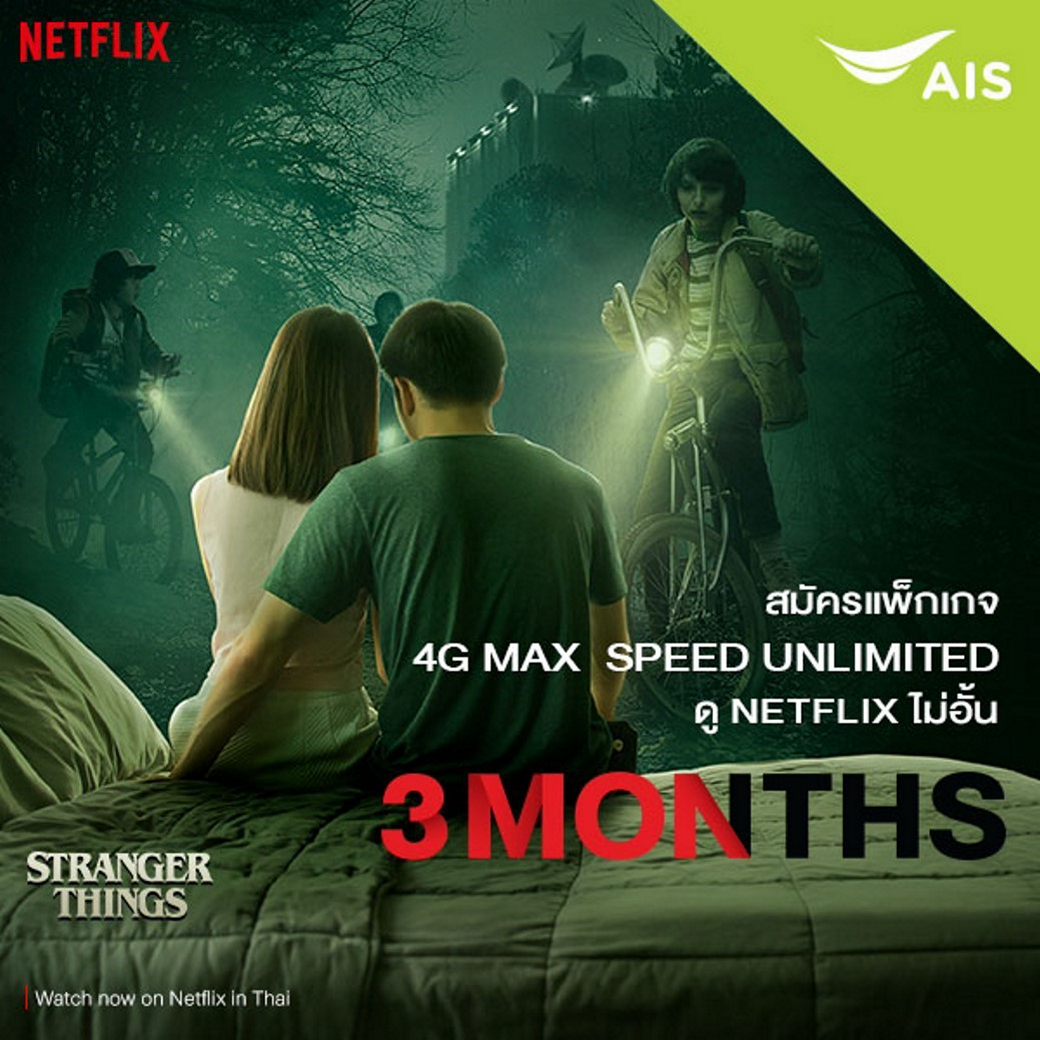 NETFLIX
AIS
สมัครแพ็กเกจ
4G MAX SPEED UNLIMITED
ดู NETFLIX ไม่อั้น
3 MONTHS
STRANGER
THINGS
Watch now on Netflix in Thai